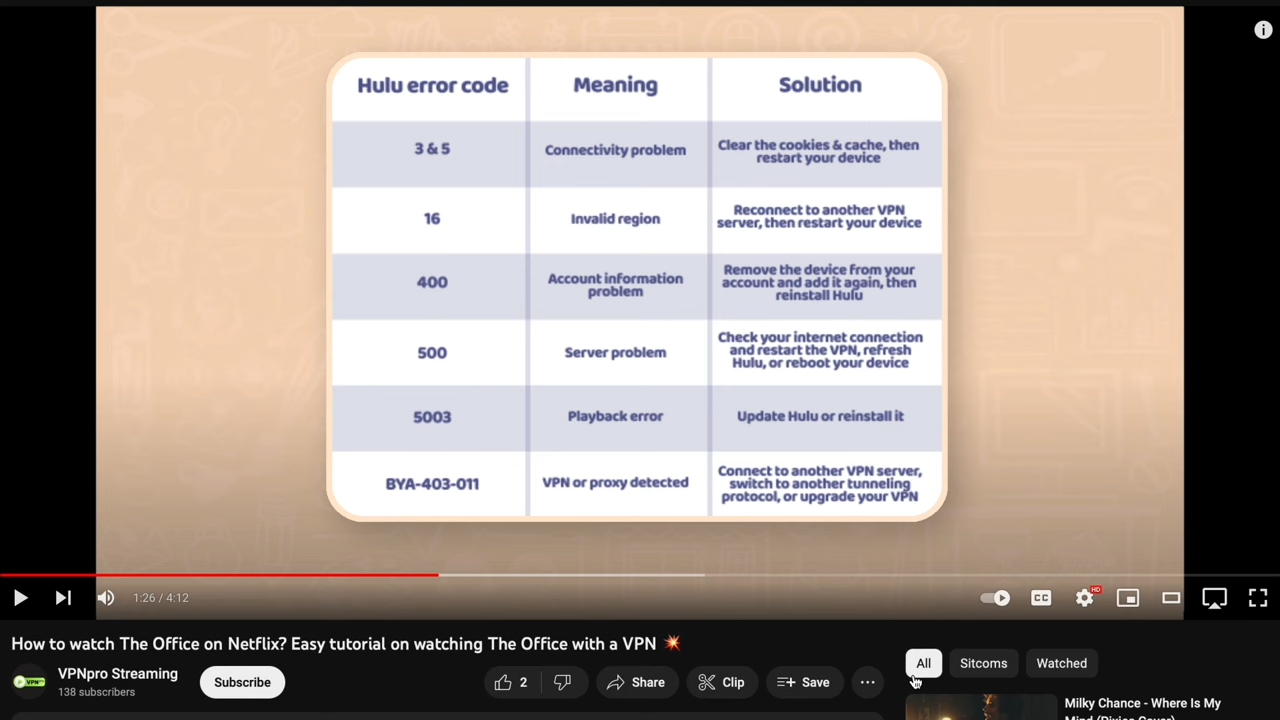 Hulu error code Meaning Solution
3 & 5 Connectivity problem Clear the cookies & cache, then
restart your device
16 Invalid region Reconnect to another VPN
server, then restart your device
400 Account information
problem Remove the device from your
account and add it again, then
reinstall Hulu
500 Server problem Check your internet connection
and restart the VPN, refresh
Hulu, or reboot your device
5003 Playback error Update Hulu or reinstall it
BYA-403-011 VPN or proxy detected Connect to another VPN server,
switch to another tunneling
protocol, or upgrade your VPN
1:26 / 4:12
CC
HD
How to watch The Office on Netflix? Easy tutorial on watching The Office with a VPN 💥
VPNpro Streaming
138 subscribers
Subscribe
2
Share
Clip
Save
All
Sitcoms
Watched
Milky Chance - Where Is My
Mind (Pixies Cover)